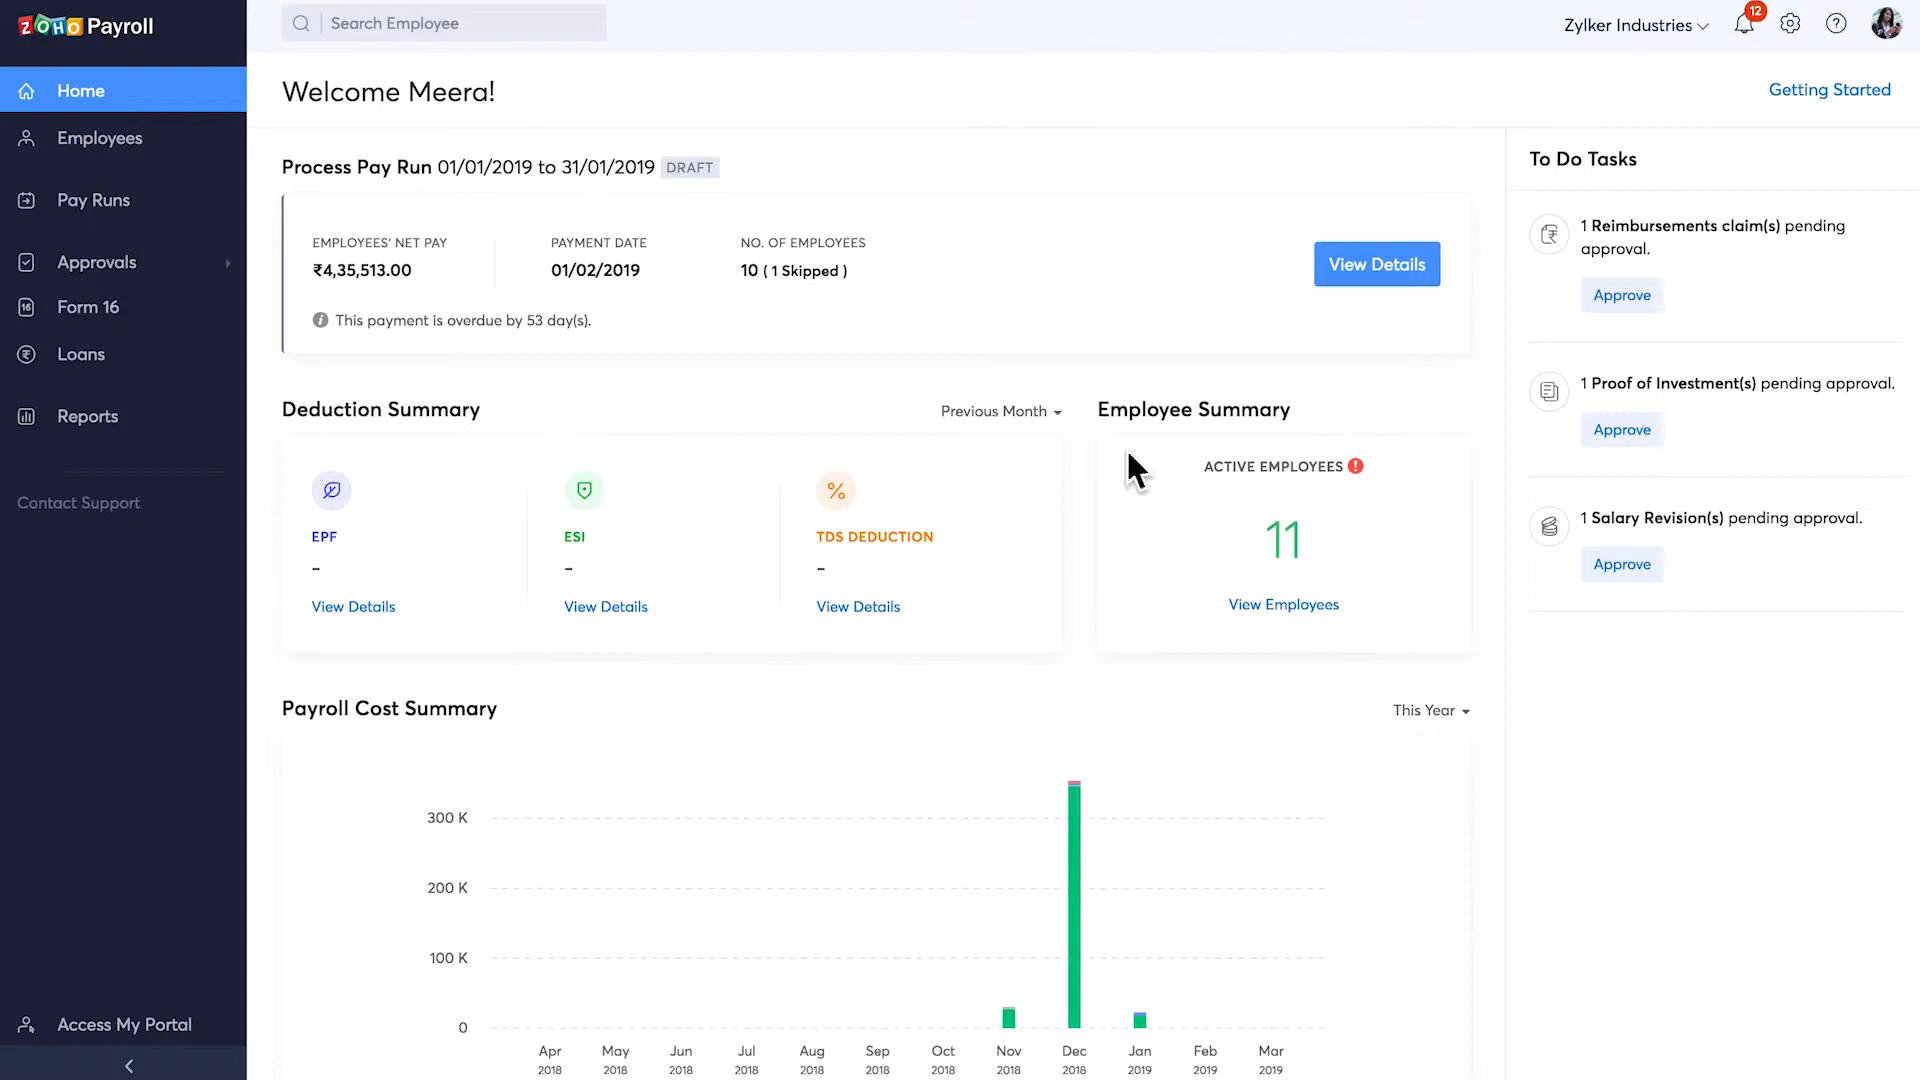 ZOHO Payroll
Search Employee
Zylker Industries
12
Home
Employees
Pay Runs
Approvals
16
Form 16
Loans
Reports
Contact Support
Access My Portal
Welcome Meera!
Getting Started
Process Pay Run 01/01/2019 to 31/01/2019 DRAFT
EMPLOYEES' NET PAY
₹4,35,513.00
PAYMENT DATE
01/02/2019
NO. OF EMPLOYEES
10 ( 1 Skipped )
View Details
This payment is overdue by 53 day(s).
Deduction Summary
Previous Month
EPF
-
View Details
ESI
-
View Details
%
TDS DEDUCTION
-
View Details
Employee Summary
ACTIVE EMPLOYEES
11
View Employees
Payroll Cost Summary
This Year
300 K
200 K
100 K
0
Apr 2018
May 2018
Jun 2018
Jul 2018
Aug 2018
Sep 2018
Oct 2018
Nov 2018
Dec 2018
Jan 2019
Feb 2019
Mar 2019
To Do Tasks
1 Reimbursements claim(s) pending
approval.
Approve
1 Proof of Investment(s) pending approval.
Approve
1 Salary Revision(s) pending approval.
Approve